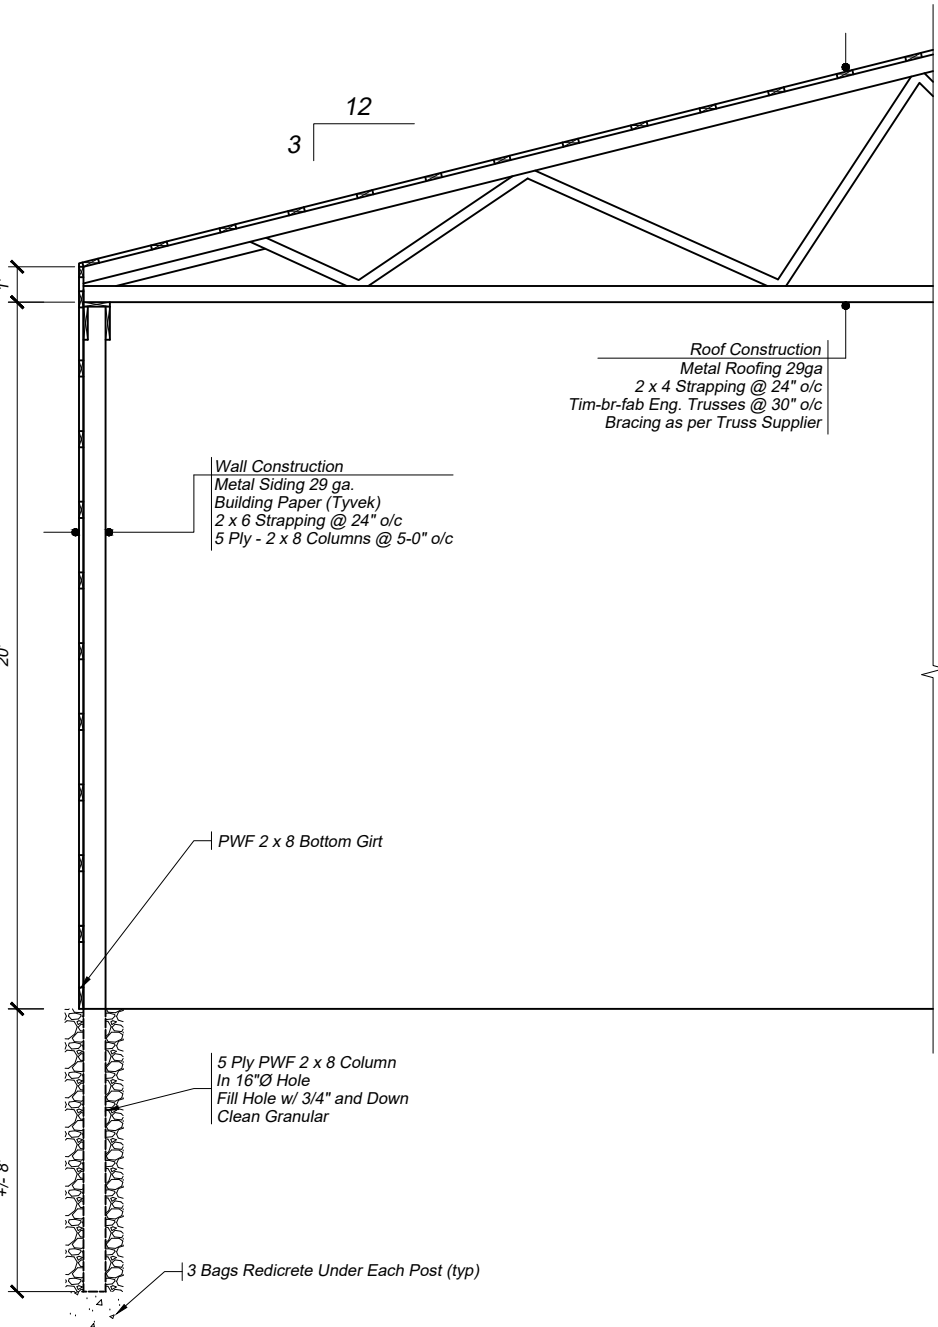 12
3
1'
Roof Construction
Metal Roofing 29ga
2 x 4 Strapping @ 24" o/c
Tim-br-fab Eng. Trusses @ 30" o/c
Bracing as per Truss Supplier
Wall Construction
Metal Siding 29 ga.
Building Paper (Tyvek)
2 x 6 Strapping @ 24" o/c
5 Ply - 2 x 8 Columns @ 5-0" o/c
20'
PWF 2 x 8 Bottom Girt
5 Ply PWF 2 x 8 Column
In 16"Ø Hole
Fill Hole w/ 3/4" and Down
Clean Granular
+/- 8'
3 Bags Redicrete Under Each Post (typ)